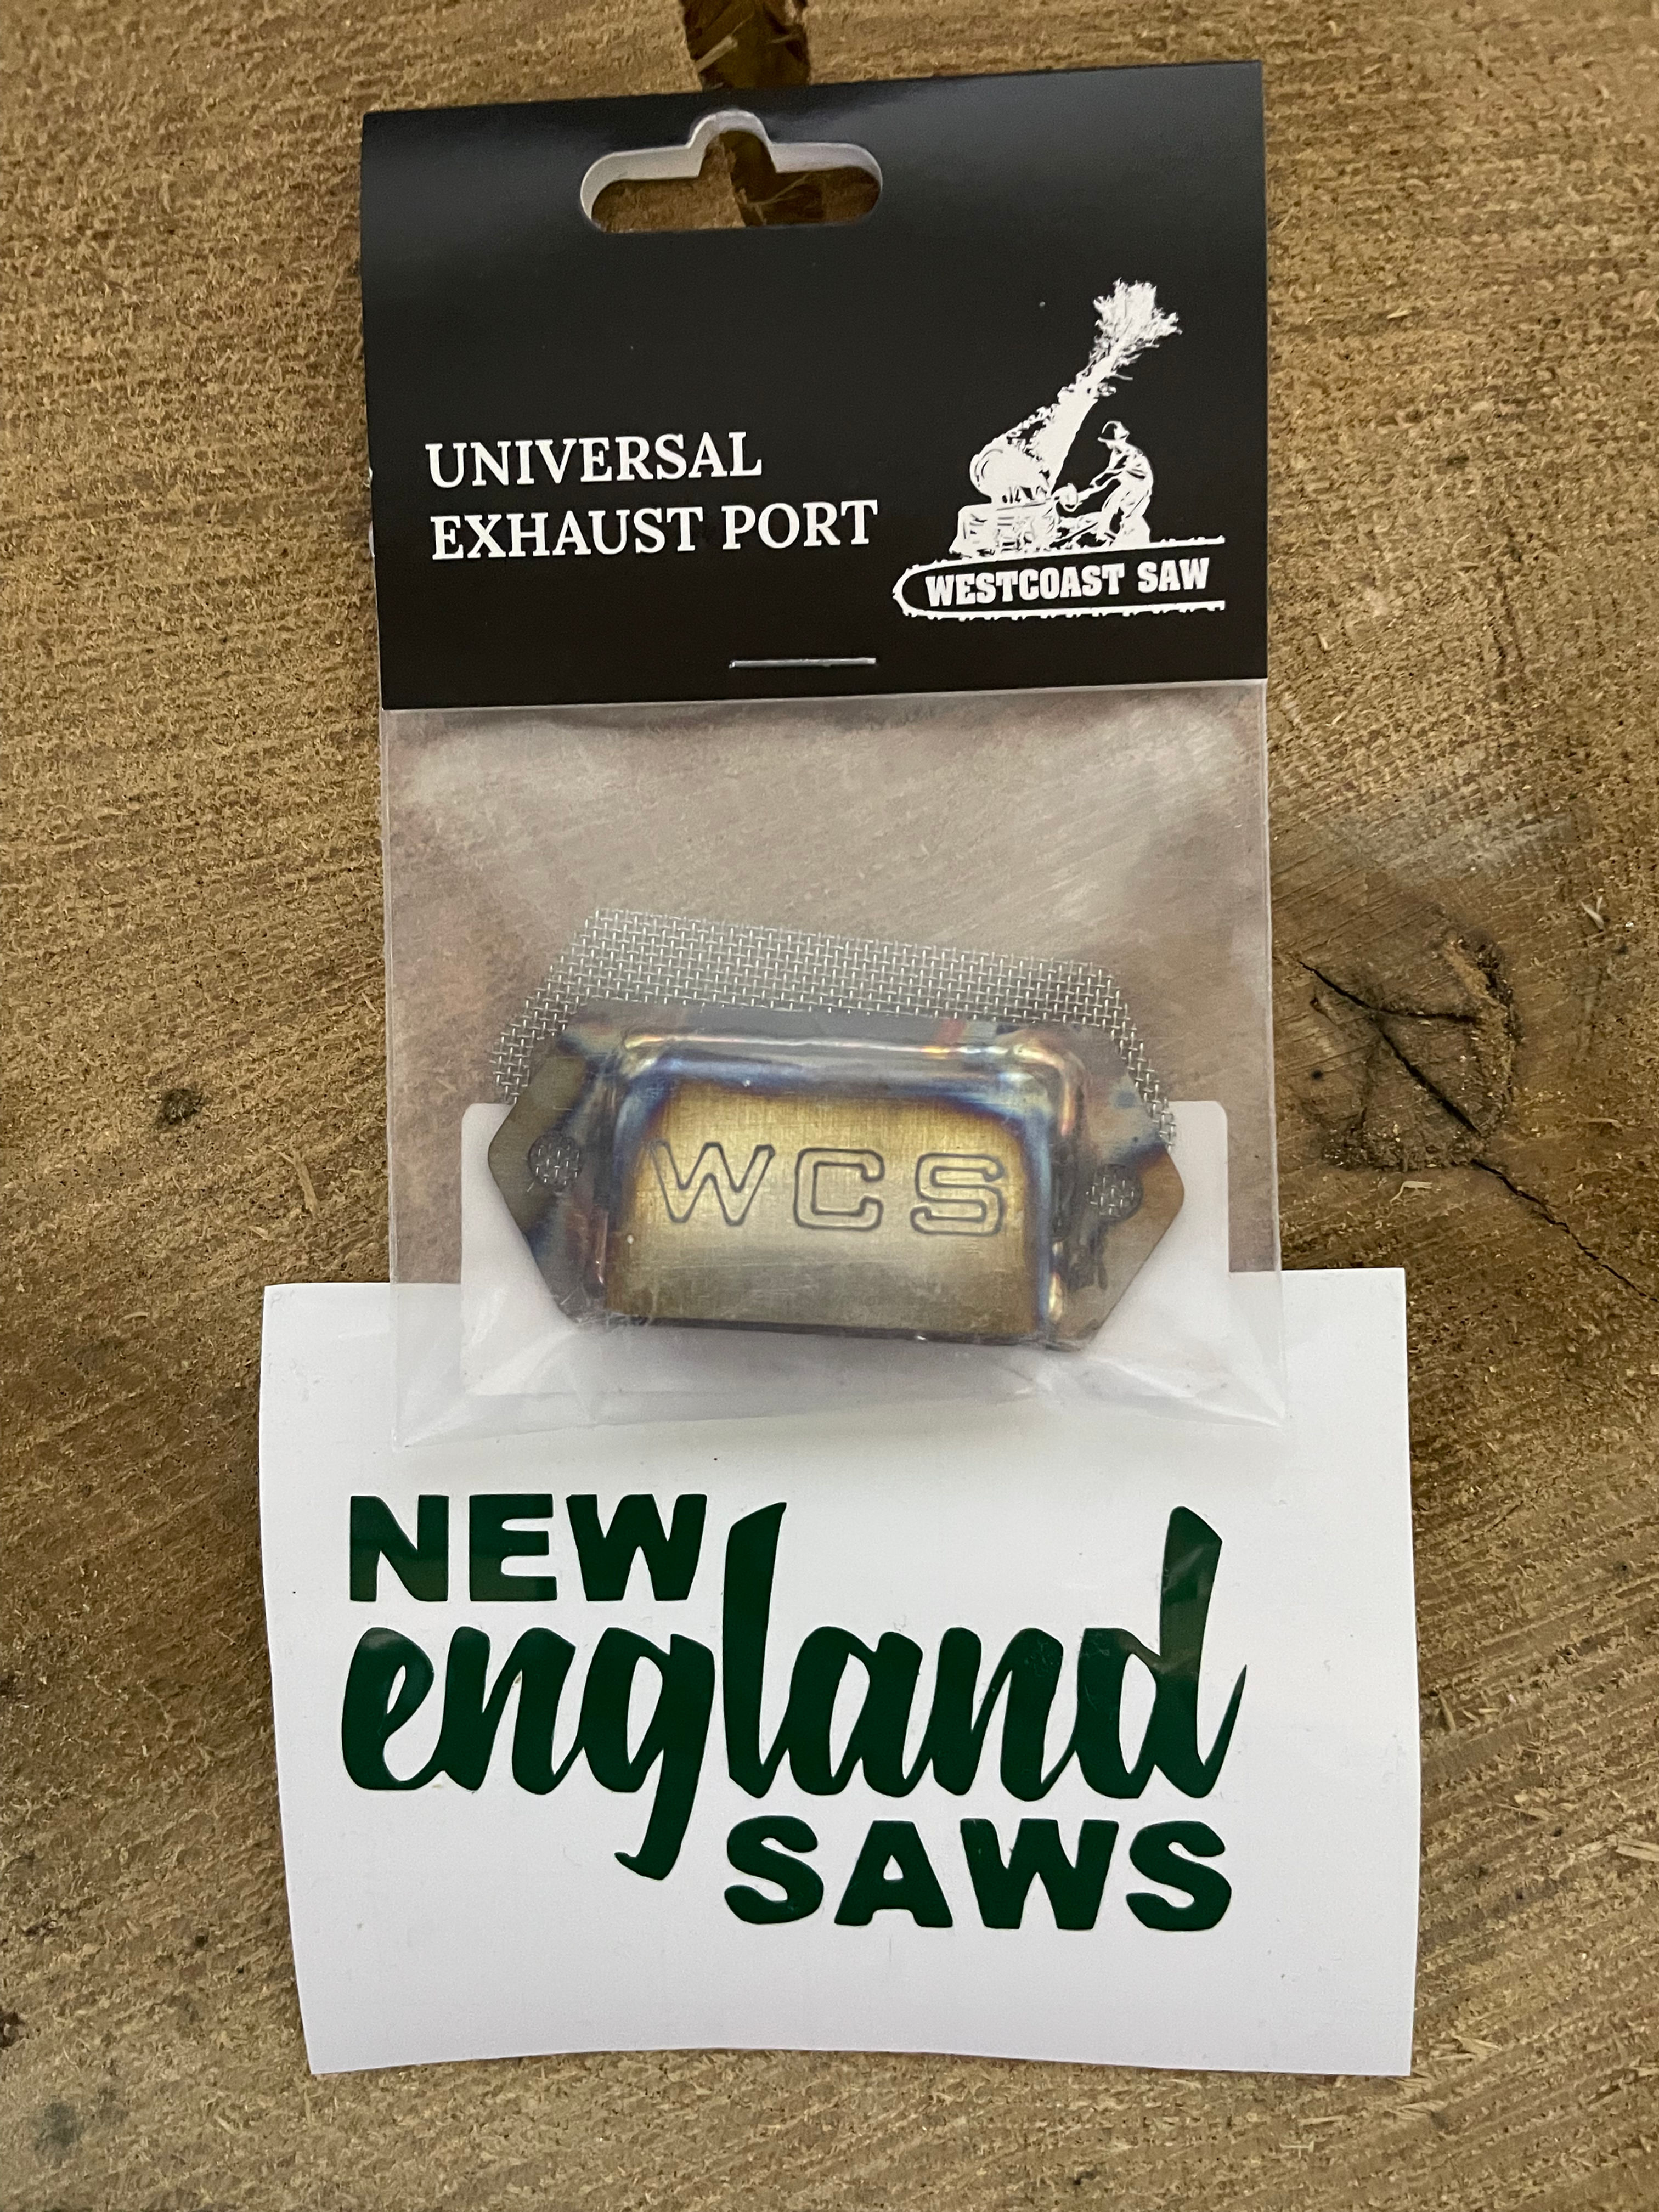 UNIVERSAL
EXHAUST PORT
WESTCOAST SAW
WCS
NEW
england
SAWS